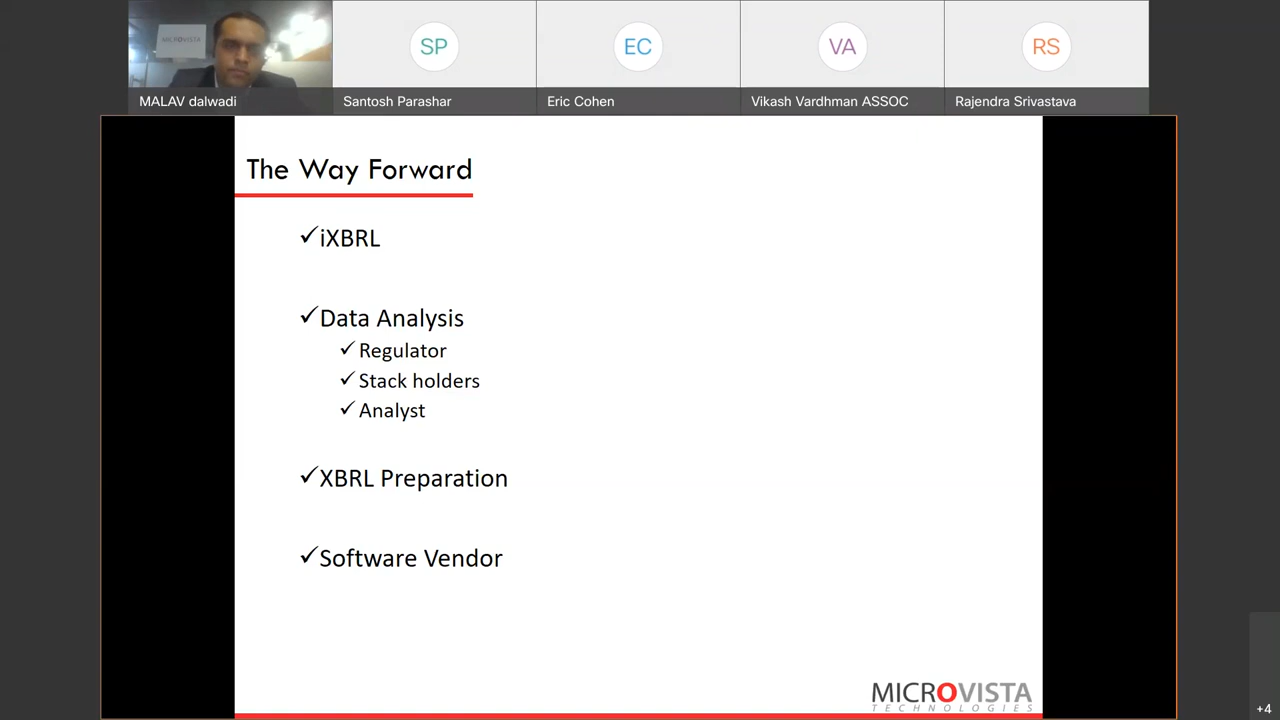 MICROVISTA
SP
EC
VA
RS
MALAV dalwadi
Santosh Parashar
Eric Cohen
Vikash Vardhman ASSOC
Rajendra Srivastava
The Way Forward
✓iXBRL
✓Data Analysis
✓Regulator
✓Stack holders
✓Analyst
✓XBRL Preparation
✓Software Vendor
MICROVISTA
TECHNOLOGIES
+4